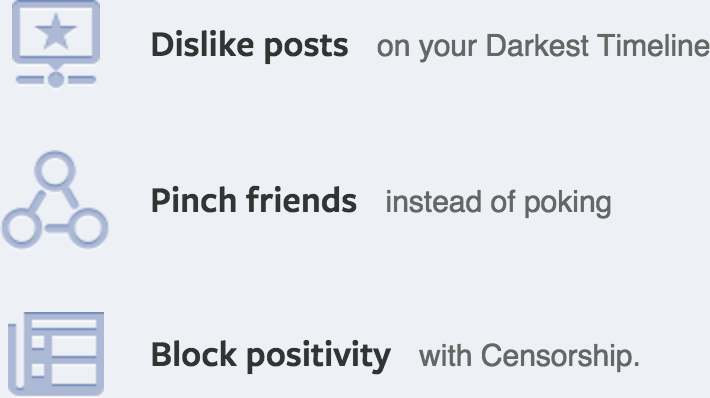 Dislike posts on your Darkest Timeline
Pinch friends instead of poking
Block positivity with Censorship.